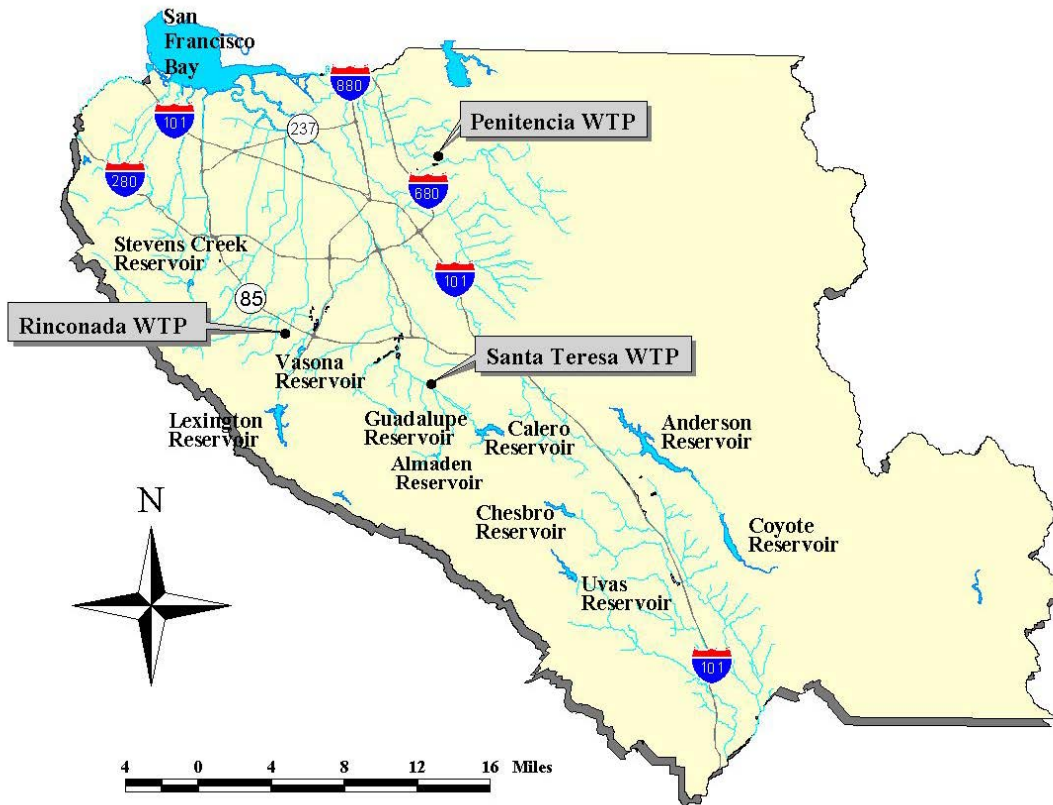 San
Francisco
Bay
880
101
237
Penitencia WTP
280
680
Stevens Creek
Reservoir
101
85
Rinconada WTP
Vasona
Reservoir
Santa Teresa WTP
Lexington
Reservoir
Guadalupe
Reservoir
Calero
Reservoir
Anderson
Reservoir
Almaden
Reservoir
Chesbro
Reservoir
Coyote
Reservoir
Uvas
Reservoir
N
101
4 0 4 8 12 16 Miles